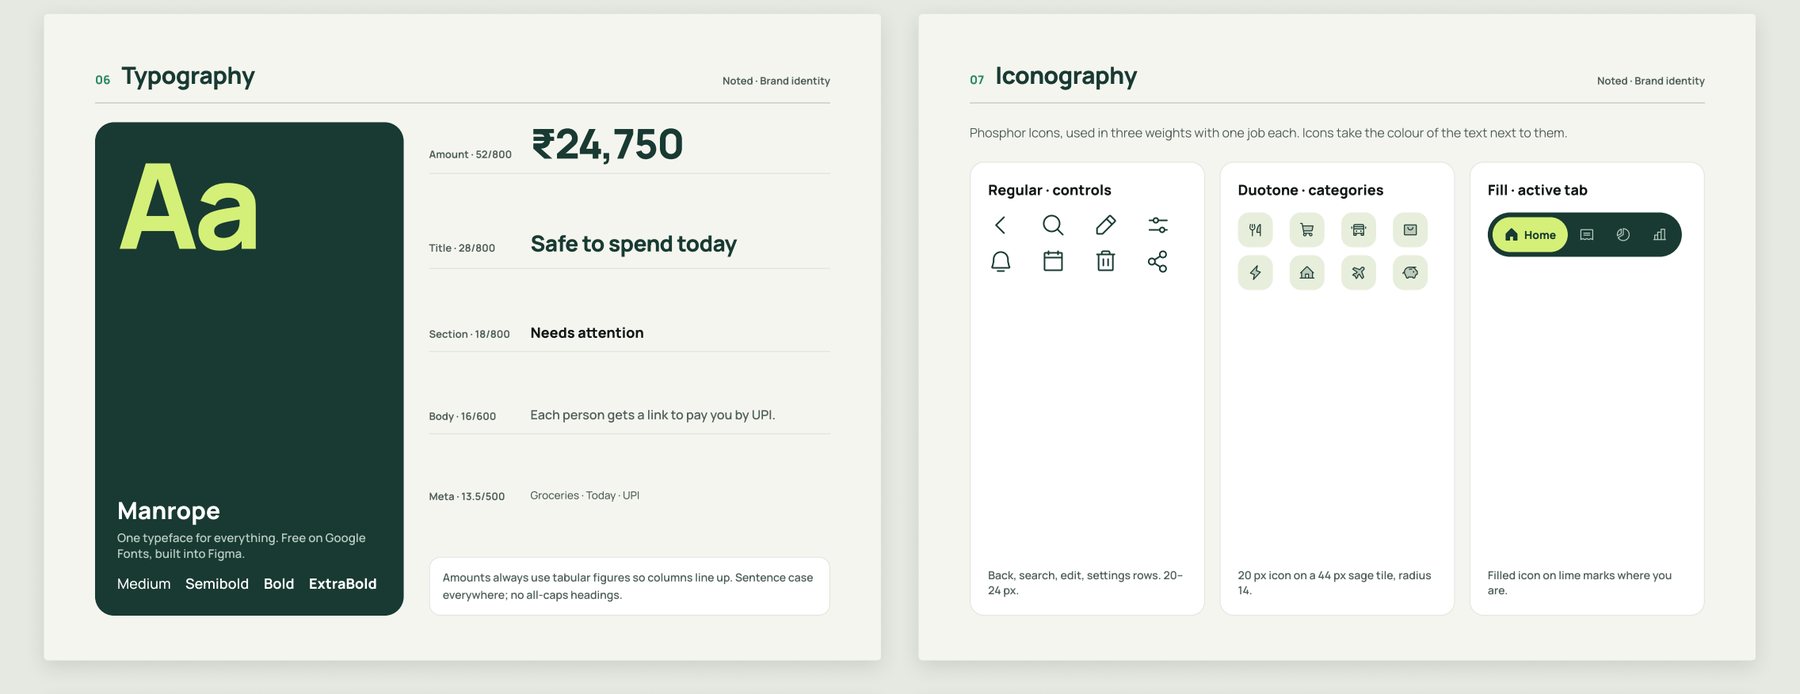 06 Typography
Noted · Brand identity
Aa
Manrope
One typeface for everything. Free on Google
Fonts, built into Figma.
Medium Semibold Bold ExtraBold
Amount · 52/800 ₹24,750
Title · 28/800 Safe to spend today
Section · 18/800 Needs attention
Body · 16/600 Each person gets a link to pay you by UPI.
Meta · 13.5/500 Groceries · Today · UPI
Amounts always use tabular figures so columns line up. Sentence case
everywhere; no all-caps headings.
07 Iconography
Noted · Brand identity
Phosphor Icons, used in three weights with one job each. Icons take the colour of the text next to them.
Regular · controls
Back, search, edit, settings rows. 20–
24 px.
Duotone · categories
20 px icon on a 44 px sage tile, radius
14.
Fill · active tab
Home
Filled icon on lime marks where you
are.